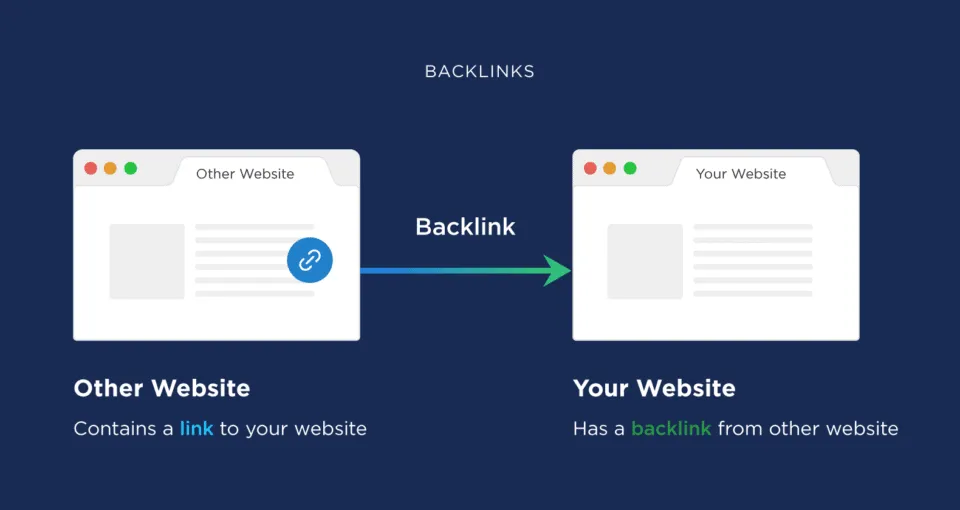 BACKLINKS
Other Website
Your Website
Backlink
Other Website
Contains a link to your website
Your Website
Has a backlink from other website